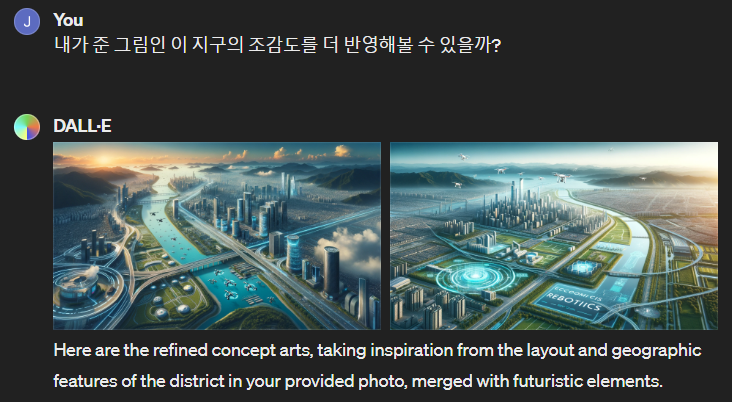 J
You
내가 준 그림인 이 지구의 조감도를 더 반영해볼 수 있을까?
DALL·E
ROBOTIICS
Here are the refined concept arts, taking inspiration from the layout and geographic
features of the district in your provided photo, merged with futuristic elements.